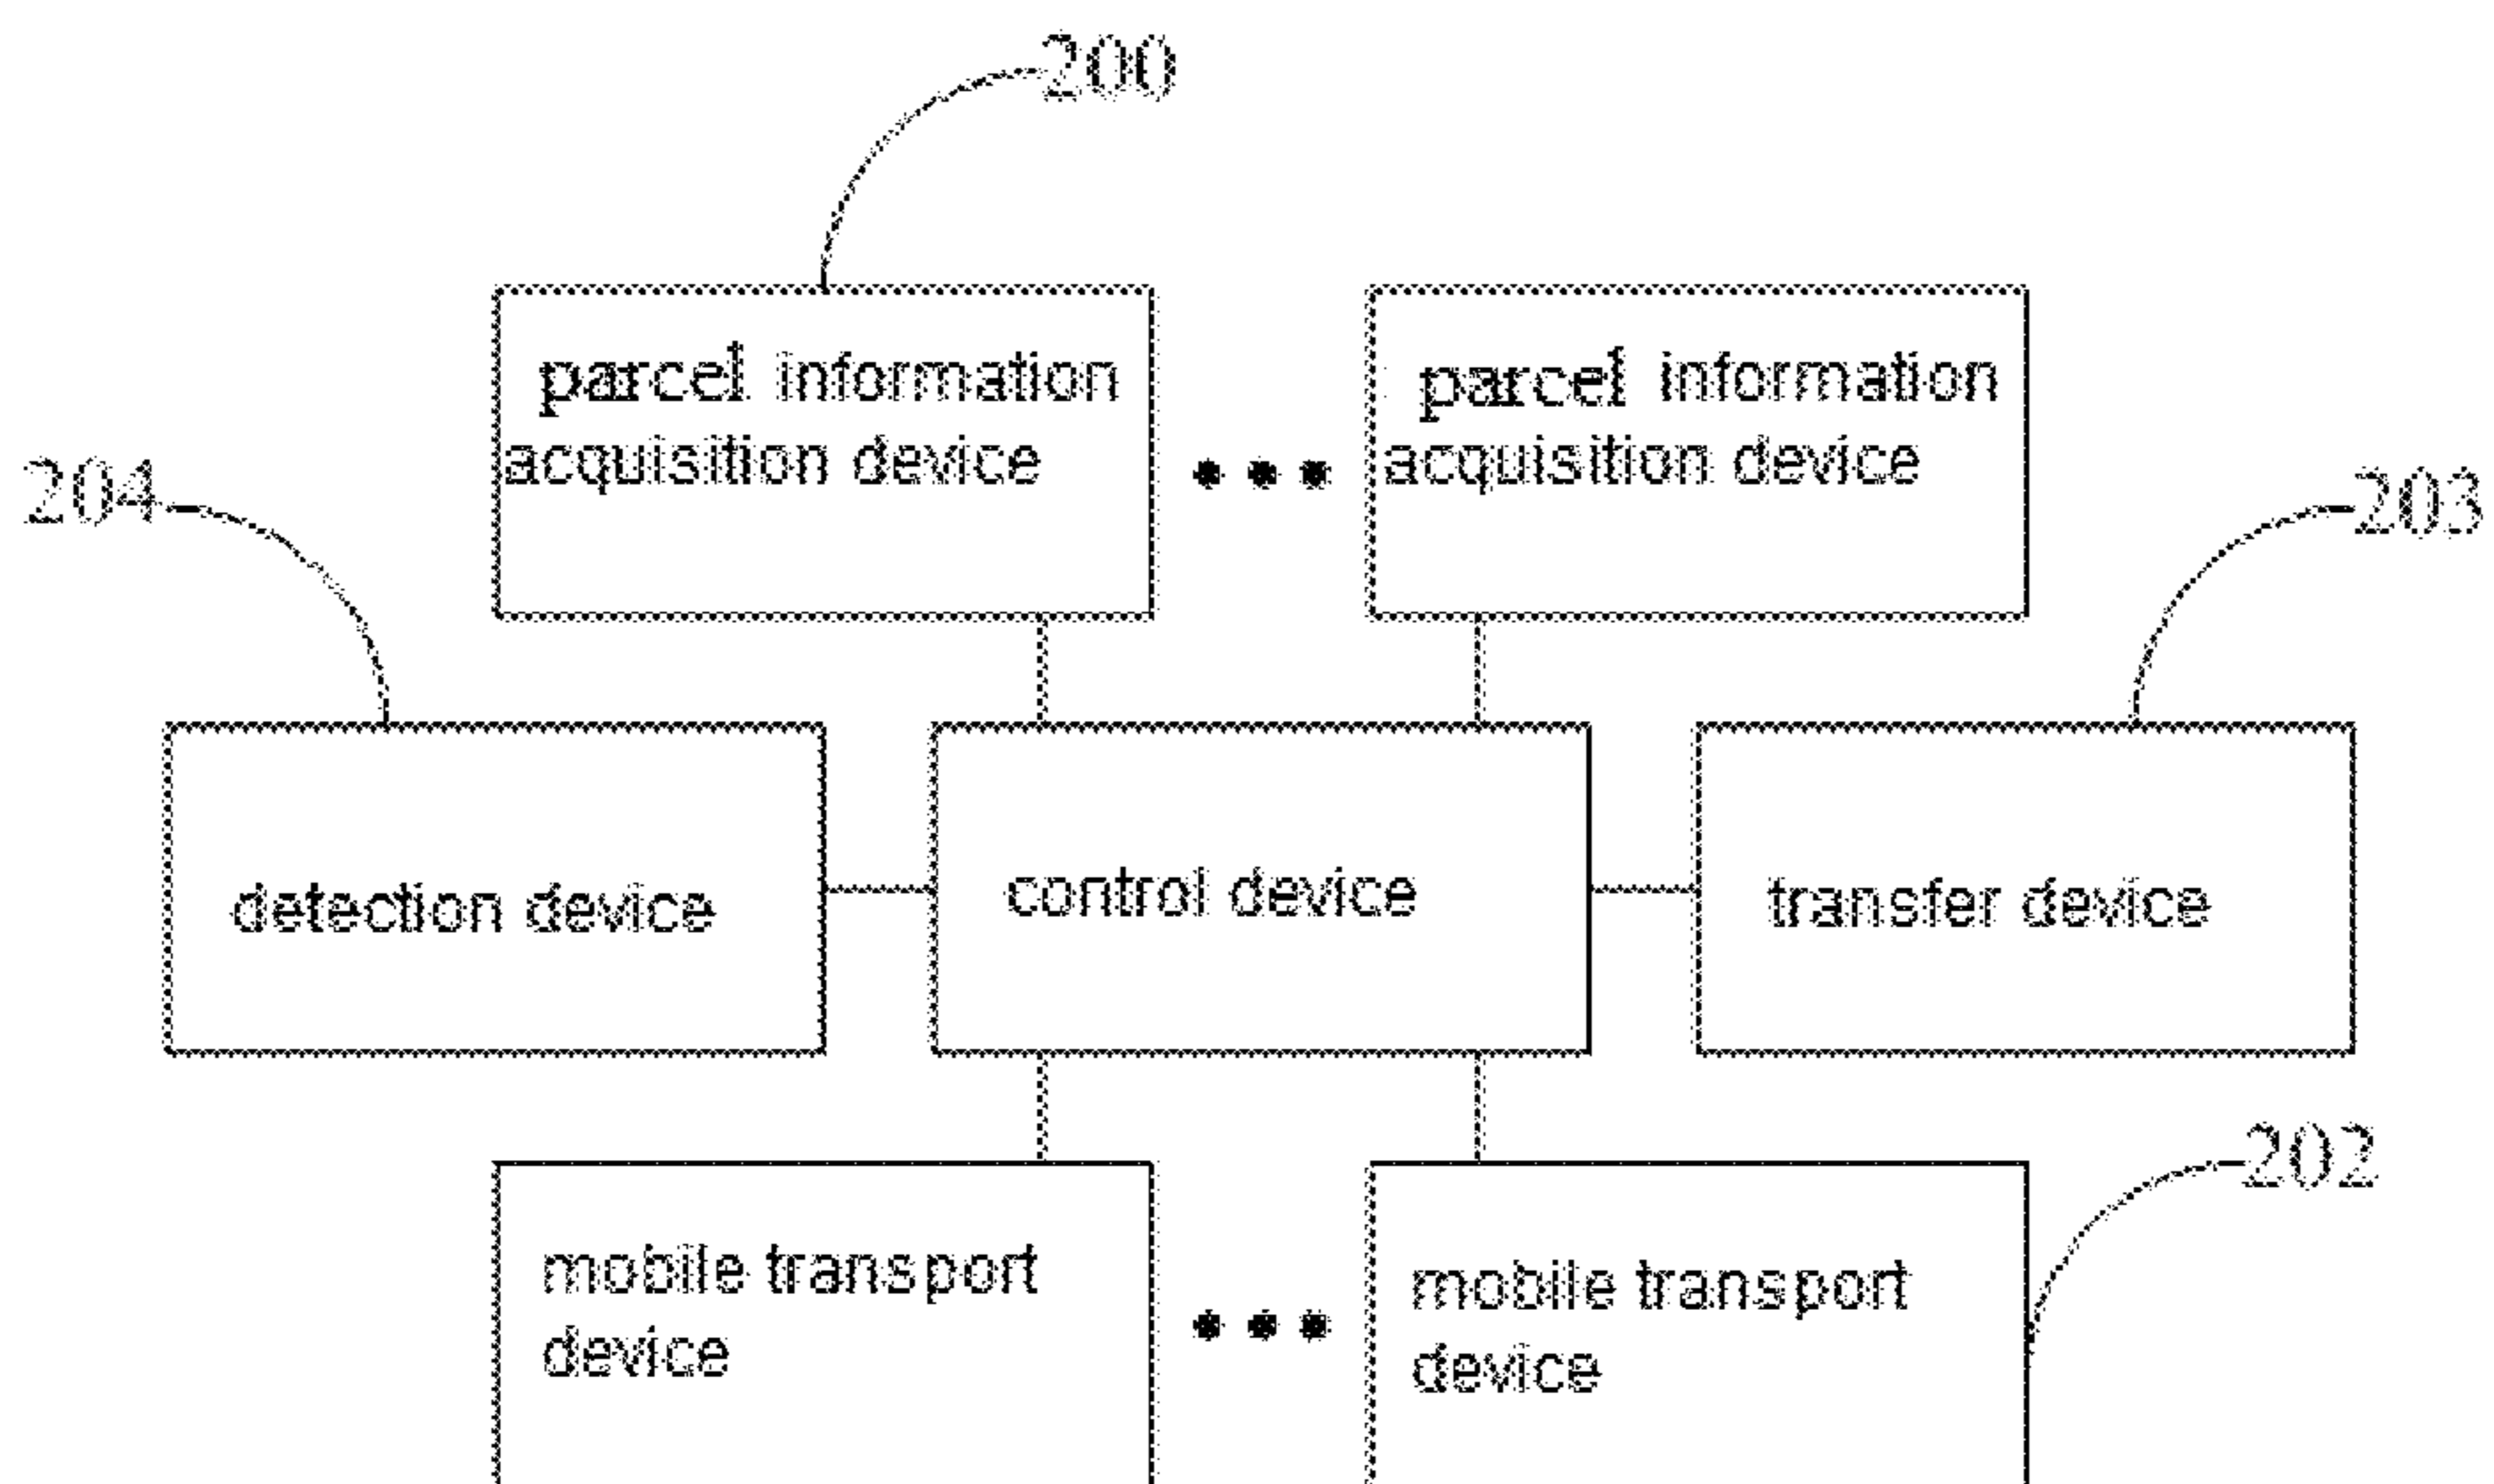 200
parcel information
acquisition device
parcel information
acquisition device
204
203
detection device
control device
transfer device
202
mobile transport
device
mobile transport
device